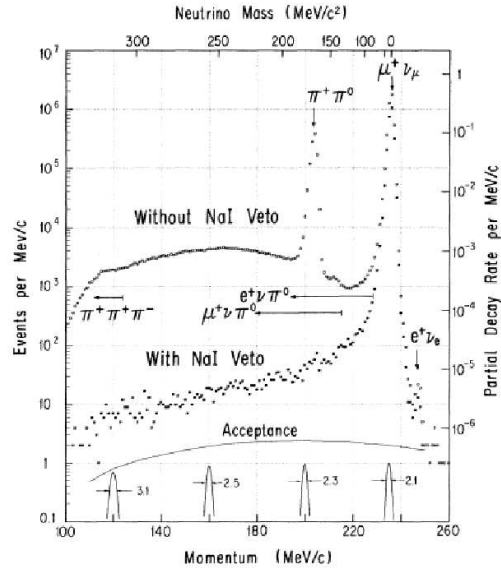 Neutrino Mass (MeV/c²)
300 250 200 150 100 0
10⁷
10⁶
10⁵
10⁴
10³
10²
10
1
0.1
Events per Mev/c
1
10⁻¹
10⁻²
10⁻³
10⁻⁴
10⁻⁵
10⁻⁶
Partial Decay Rate per MeV/c
μ⁺ν_μ
π⁺π⁰
Without NaI Veto
e⁺νπ⁰
π⁺π⁺π⁻
μ⁺νπ⁰
With NaI Veto
e⁺ν_e
Acceptance
3.1 2.5 2.3 2.1
100 140 180 220 260
Momentum (MeV/c)